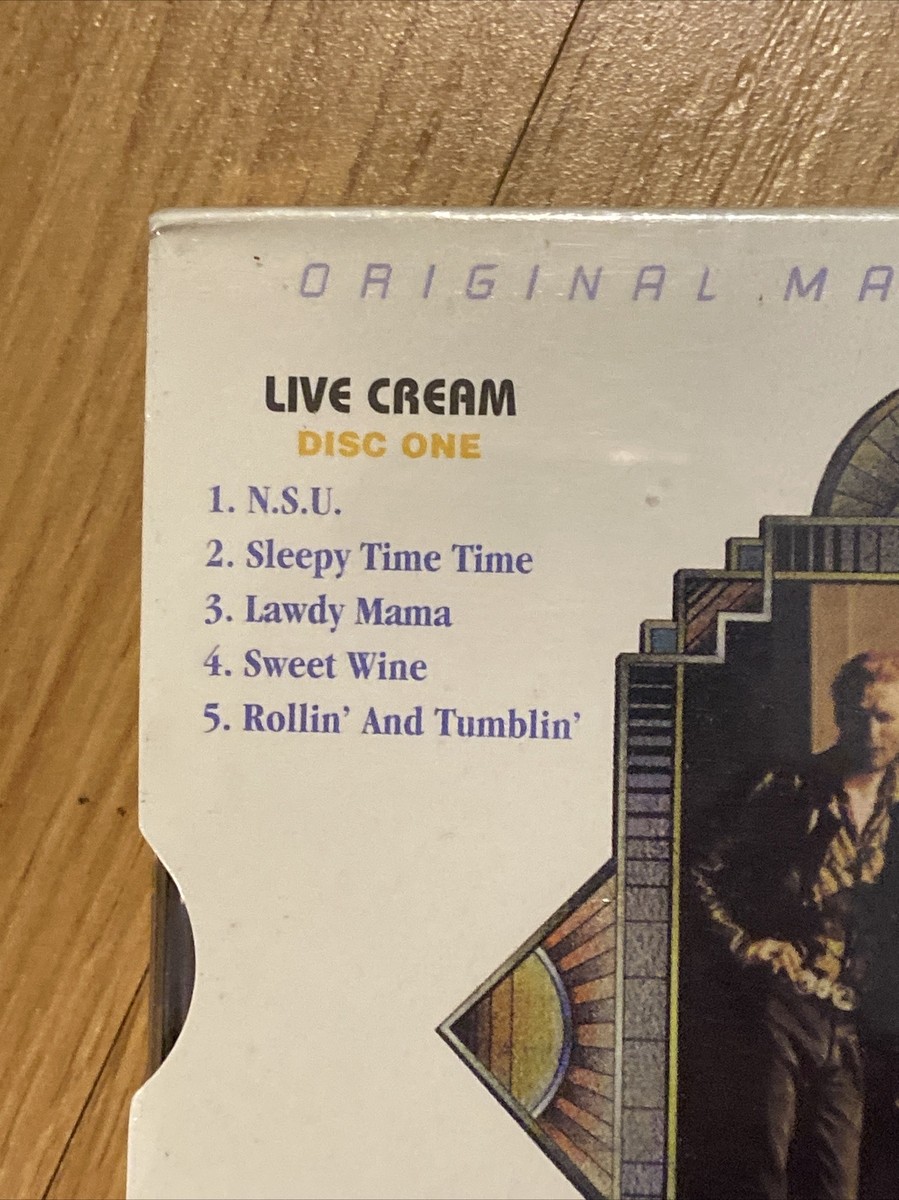 ORIGINAL MA
LIVE CREAM
DISC ONE
1. N.S.U.
2. Sleepy Time Time
3. Lawdy Mama
4. Sweet Wine
5. Rollin' And Tumblin'